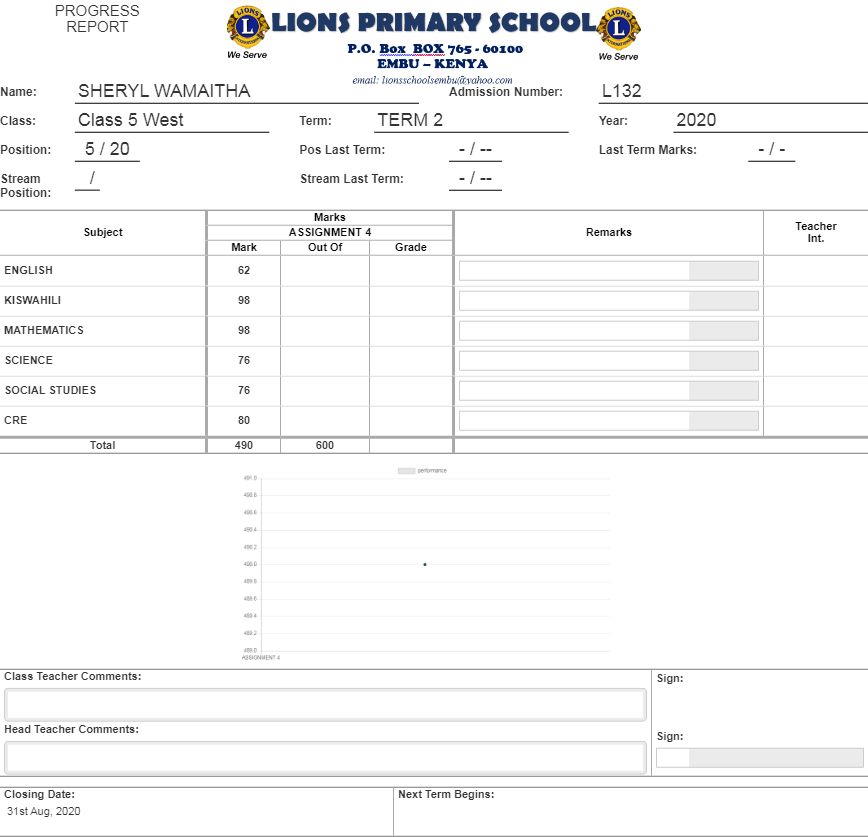 PROGRESS
REPORT
LIONS
INTERNATIONAL
We Serve
LIONS PRIMARY SCHOOL
P.O. Box BOX 765 - 60100
EMBU – KENYA
email: lionsschoolsembu@yahoo.com
LIONS
INTERNATIONAL
We Serve
Name: SHERYL WAMAITHA Admission Number: L132
Class: Class 5 West Term: TERM 2 Year: 2020
Position: 5 / 20 Pos Last Term: - / -- Last Term Marks: - / -
Stream Position: / Stream Last Term: - / --
Subject Marks Remarks Teacher Int.
ASSIGNMENT 4
Mark Out Of Grade
ENGLISH 62
KISWAHILI 98
MATHEMATICS 98
SCIENCE 76
SOCIAL STUDIES 76
CRE 80
Total 490 600
performance
491.0
490.8
490.6
490.4
490.2
490.0
489.8
489.6
489.4
489.2
489.0
ASSIGNMENT 4
Class Teacher Comments: Sign:
Head Teacher Comments: Sign:
Closing Date: Next Term Begins:
31st Aug, 2020